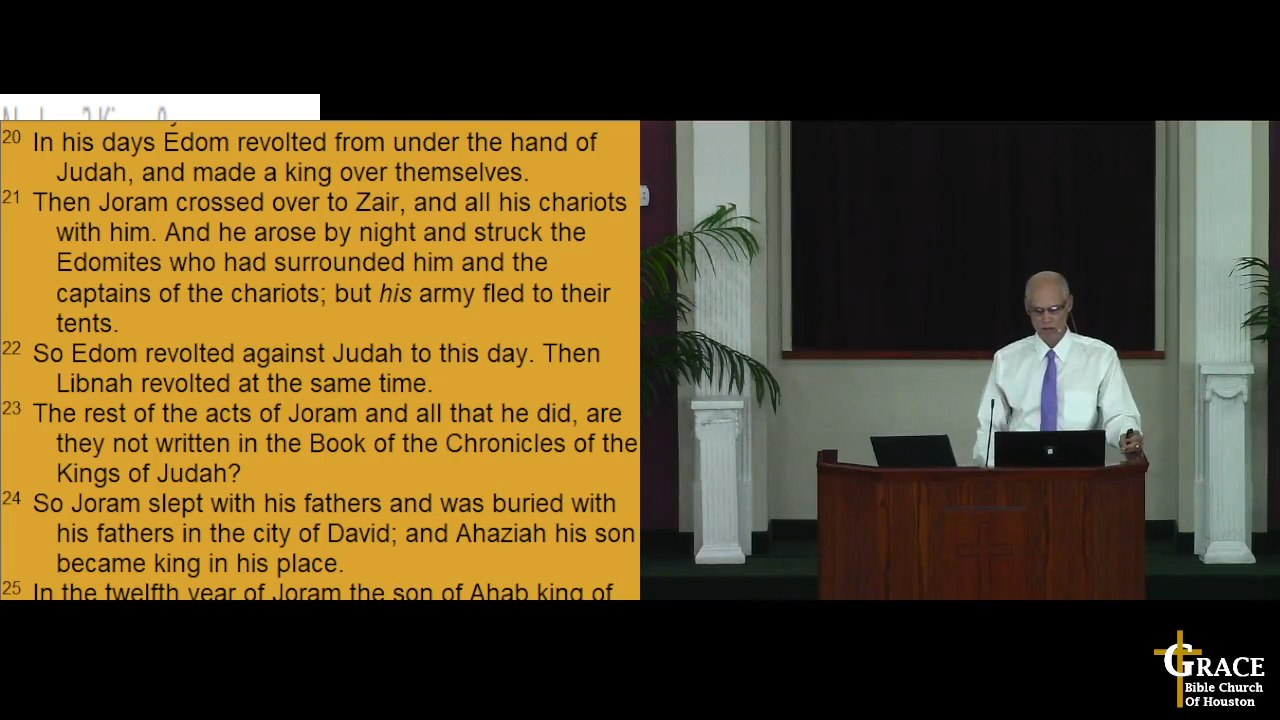 20 In his days Edom revolted from under the hand of
Judah, and made a king over themselves.
21 Then Joram crossed over to Zair, and all his chariots
with him. And he arose by night and struck the
Edomites who had surrounded him and the
captains of the chariots; but his army fled to their
tents.
22 So Edom revolted against Judah to this day. Then
Libnah revolted at the same time.
23 The rest of the acts of Joram and all that he did, are
they not written in the Book of the Chronicles of the
Kings of Judah?
24 So Joram slept with his fathers and was buried with
his fathers in the city of David; and Ahaziah his son
became king in his place.
25 In the twelfth year of Joram the son of Ahab king of
GRACE
Bible Church
Of Houston